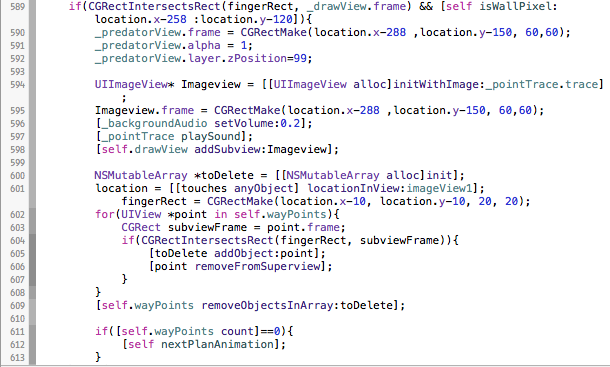 589 if(CGRectIntersectsRect(fingerRect, _drawView.frame) && [self isWallPixel:
location.x-258 :location.y-120]){
590 _predatorView.frame = CGRectMake(location.x-288 ,location.y-150, 60,60);
591 _predatorView.alpha = 1;
592 _predatorView.layer.zPosition=99;
593
594 UIImageView* Imageview = [[UIImageView alloc]initWithImage:_pointTrace.trace]
;
595 Imageview.frame = CGRectMake(location.x-288 ,location.y-150, 60,60);
596 [_backgroundAudio setVolume:0.2];
597 [_pointTrace playSound];
598 [self.drawView addSubview:Imageview];
599
600 NSMutableArray *toDelete = [[NSMutableArray alloc]init];
601 location = [[touches anyObject] locationInView:imageView1];
fingerRect = CGRectMake(location.x-10, location.y-10, 20, 20);
602 for(UIView *point in self.wayPoints){
603 CGRect subviewFrame = point.frame;
604 if(CGRectIntersectsRect(fingerRect, subviewFrame)){
605 [toDelete addObject:point];
606 [point removeFromSuperview];
607 }
608 }
609 [self.wayPoints removeObjectsInArray:toDelete];
610
611 if([self.wayPoints count]==0){
612 [self nextPlanAnimation];
613 }